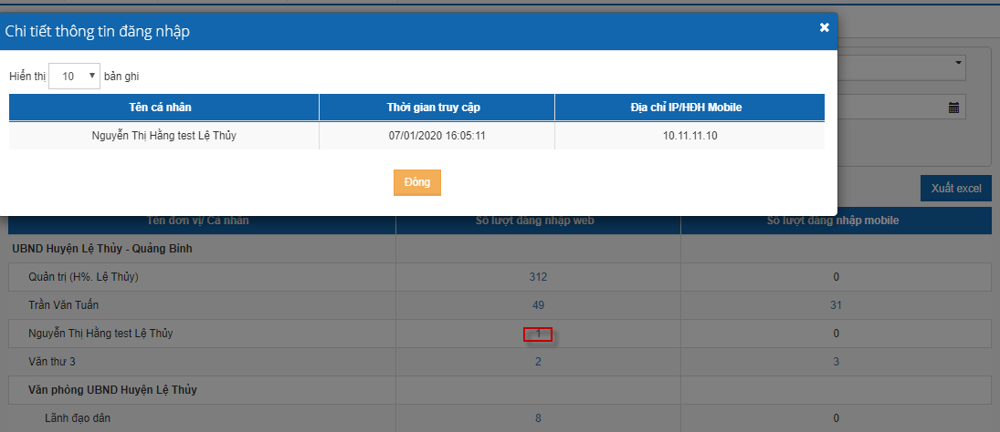 Chi tiết thông tin đăng nhập ×
Hiển thị 10 bản ghi
Tên cá nhân Thời gian truy cập Địa chỉ IP/HĐH Mobile
Nguyễn Thị Hằng test Lệ Thủy 07/01/2020 16:05:11 10.11.11.10
Đóng
Xuất excel
Tên đơn vị/ Cá nhân Số lượt đăng nhập web Số lượt đăng nhập mobile
UBND Huyện Lệ Thủy - Quảng Bình
Quản trị (H%. Lệ Thủy) 312 0
Trần Văn Tuấn 49 31
Nguyễn Thị Hằng test Lệ Thủy 1 0
Văn thư 3 2 3
Văn phòng UBND Huyện Lệ Thủy
Lãnh đạo dân 8 0